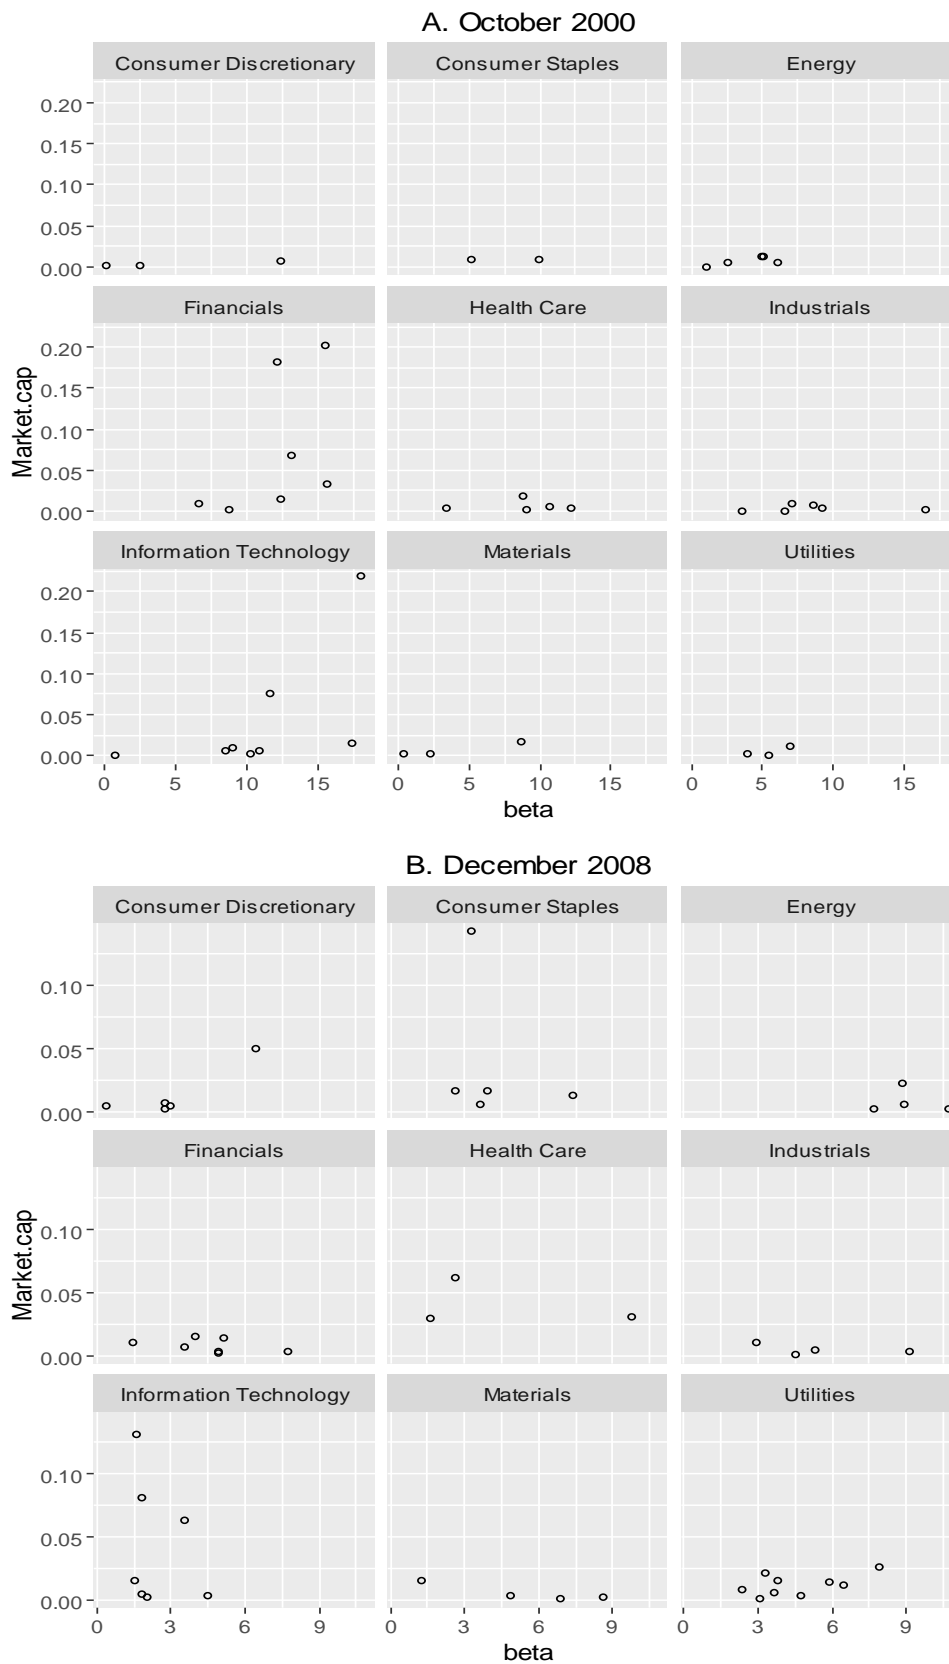 A. October 2000
Consumer Discretionary Consumer Staples Energy
0.20
0.15
0.10
0.05
0.00
Financials Health Care Industrials
Market.cap
0.20
0.15
0.10
0.05
0.00
Information Technology Materials Utilities
0.20
0.15
0.10
0.05
0.00
0 5 10 15 0 5 10 15 0 5 10 15
beta
B. December 2008
Consumer Discretionary Consumer Staples Energy
0.10
0.05
0.00
Financials Health Care Industrials
Market.cap
0.10
0.05
0.00
Information Technology Materials Utilities
0.10
0.05
0.00
0 3 6 9 0 3 6 9 0 3 6 9
beta